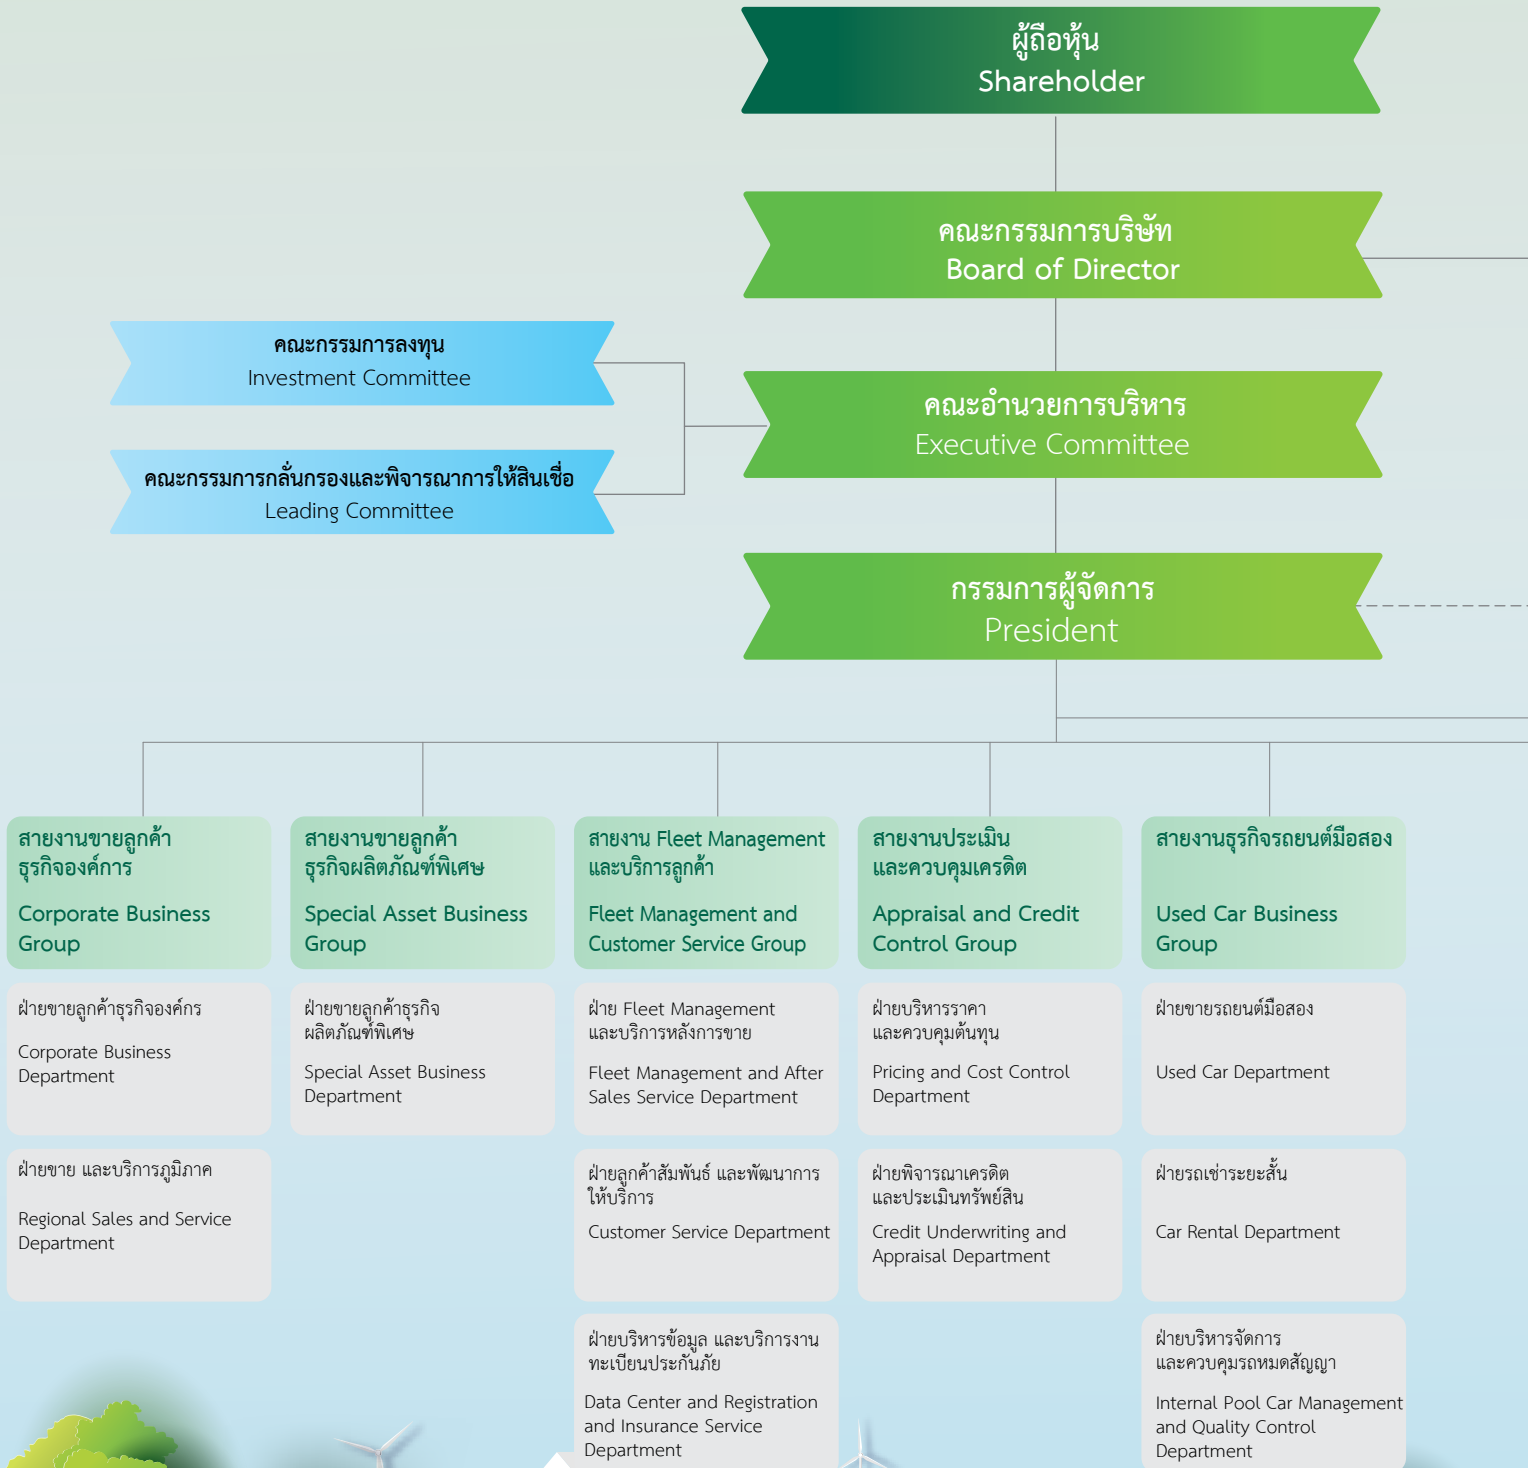 ผู้ถือหุ้น
Shareholder
คณะกรรมการบริษัท
Board of Director
คณะกรรมการลงทุน
Investment Committee
คณะอำนวยการบริหาร
Executive Committee
คณะกรรมการกลั่นกรองและพิจารณาการให้สินเชื่อ
Leading Committee
กรรมการผู้จัดการ
President
สายงานขายลูกค้า
ธุรกิจองค์การ
Corporate Business
Group
ฝ่ายขายลูกค้าธุรกิจองค์กร
Corporate Business
Department
ฝ่ายขาย และบริการภูมิภาค
Regional Sales and Service
Department
สายงานขายลูกค้า
ธุรกิจผลิตภัณฑ์พิเศษ
Special Asset Business
Group
ฝ่ายขายลูกค้าธุรกิจ
ผลิตภัณฑ์พิเศษ
Special Asset Business
Department
สายงาน Fleet Management
และบริการลูกค้า
Fleet Management and
Customer Service Group
ฝ่าย Fleet Management
และบริการหลังการขาย
Fleet Management and After
Sales Service Department
ฝ่ายลูกค้าสัมพันธ์ และพัฒนาการ
ให้บริการ
Customer Service Department
ฝ่ายบริหารข้อมูล และบริการงาน
ทะเบียนประกันภัย
Data Center and Registration
and Insurance Service
Department
สายงานประเมิน
และควบคุมเครดิต
Appraisal and Credit
Control Group
ฝ่ายบริหารราคา
และควบคุมต้นทุน
Pricing and Cost Control
Department
ฝ่ายพิจารณาเครดิต
และประเมินทรัพย์สิน
Credit Underwriting and
Appraisal Department
สายงานธุรกิจรถยนต์มือสอง
Used Car Business
Group
ฝ่ายขายรถยนต์มือสอง
Used Car Department
ฝ่ายรถเช่าระยะสั้น
Car Rental Department
ฝ่ายบริหารจัดการ
และควบคุมรถหมดสัญญา
Internal Pool Car Management
and Quality Control
Department